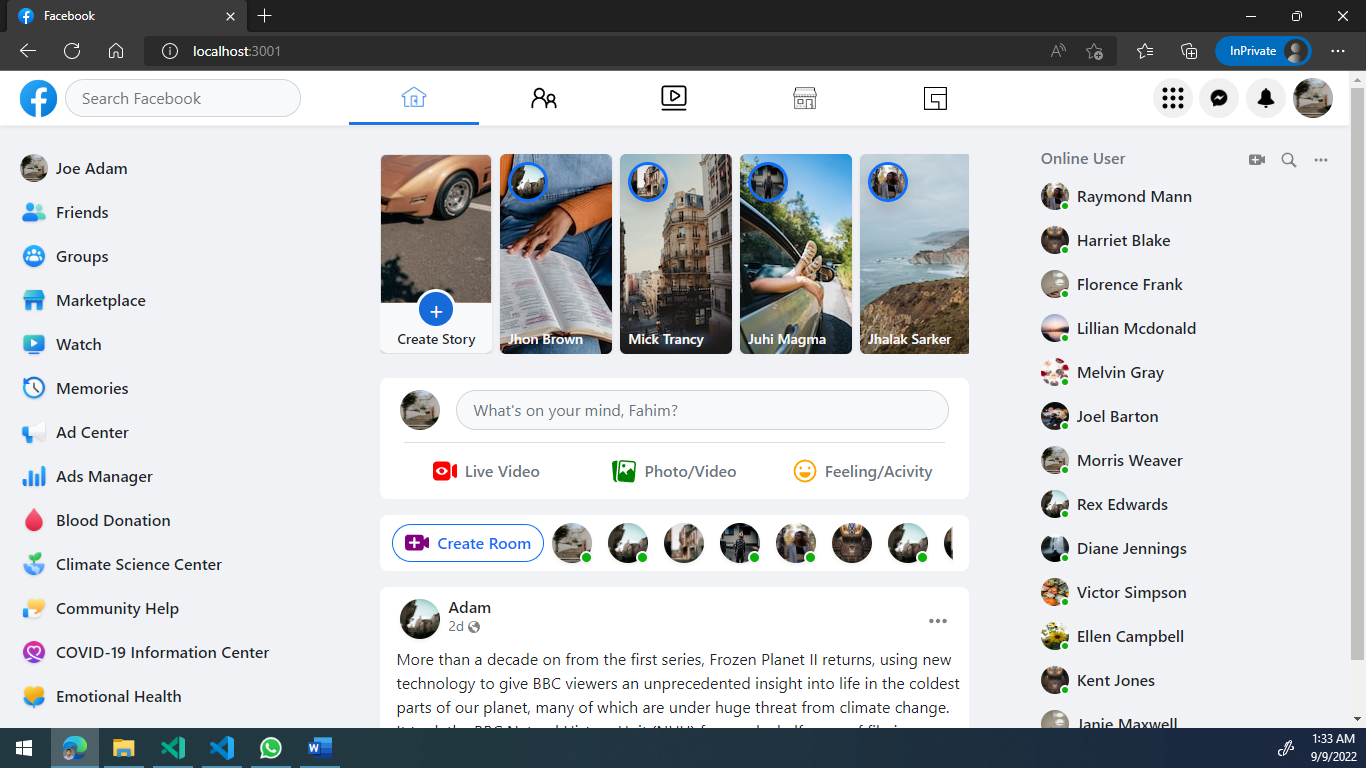 Facebook
localhost:3001
InPrivate
Search Facebook
Joe Adam
Friends
Groups
Marketplace
Watch
Memories
Ad Center
Ads Manager
Blood Donation
Climate Science Center
Community Help
COVID-19 Information Center
Emotional Health
Create Story
Jhon Brown
Mick Trancy
Juhi Magma
Jhalak Sarker
What's on your mind, Fahim?
Live Video
Photo/Video
Feeling/Acivity
Create Room
Adam
2d
More than a decade on from the first series, Frozen Planet II returns, using new
technology to give BBC viewers an unprecedented insight into life in the coldest
parts of our planet, many of which are under huge threat from climate change.
Online User
Raymond Mann
Harriet Blake
Florence Frank
Lillian Mcdonald
Melvin Gray
Joel Barton
Morris Weaver
Rex Edwards
Diane Jennings
Victor Simpson
Ellen Campbell
Kent Jones
Janie Maxwell
1:33 AM
9/9/2022